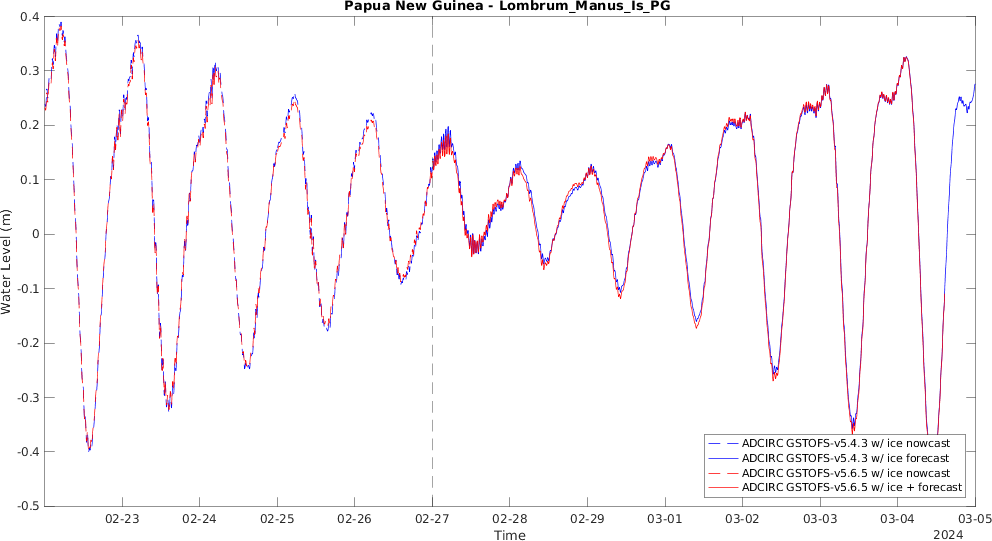 Papua New Guinea - Lombrum_Manus_Is_PG
0.4
0.3
0.2
0.1
0
-0.1
-0.2
-0.3
-0.4
-0.5
Water Level (m)
ADCIRC GSTOFS-v5.4.3 w/ ice nowcast
ADCIRC GSTOFS-v5.4.3 w/ ice forecast
ADCIRC GSTOFS-v5.6.5 w/ ice nowcast
ADCIRC GSTOFS-v5.6.5 w/ ice + forecast
02-23 02-24 02-25 02-26 02-27 02-28 02-29 03-01 03-02 03-03 03-04 03-05
Time
2024